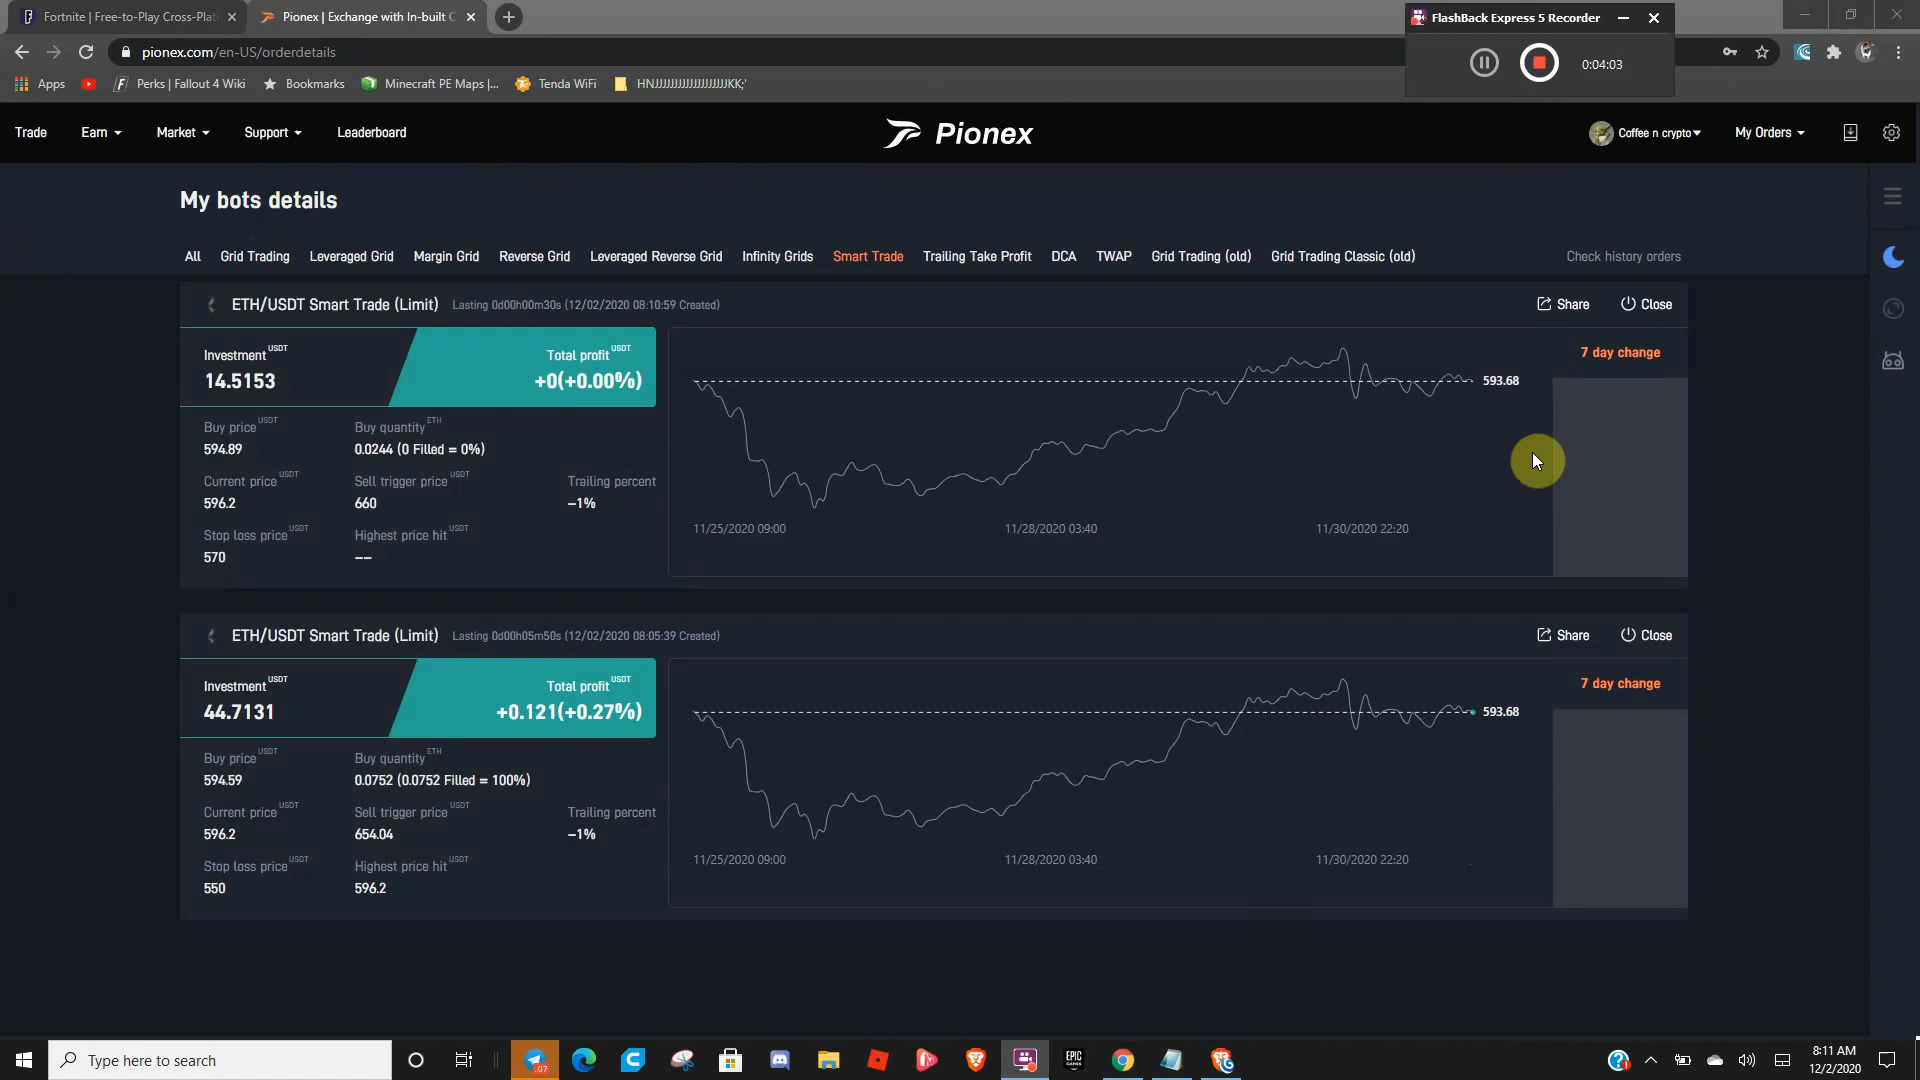 Fortnite | Free-to-Play Cross-Plat
Pionex | Exchange with In-built C
FlashBack Express 5 Recorder
0:04:03
pionex.com/en-US/orderdetails
Apps
Perks | Fallout 4 Wiki
Bookmarks
Minecraft PE Maps |...
Tenda WiFi
HNJJJJJJJJJJJJJJJJJJJKK;'
Trade
Earn
Market
Support
Leaderboard
Pionex
Coffee n crypto
My Orders
My bots details
All
Grid Trading
Leveraged Grid
Margin Grid
Reverse Grid
Leveraged Reverse Grid
Infinity Grids
Smart Trade
Trailing Take Profit
DCA
TWAP
Grid Trading (old)
Grid Trading Classic (old)
Check history orders
ETH/USDT Smart Trade (Limit) Lasting 0d00h00m30s (12/02/2020 08:10:59 Created)
Share
Close
Investment USDT
14.5153
Total profit USDT
+0(+0.00%)
Buy price USDT
594.89
Buy quantity ETH
0.0244 (0 Filled = 0%)
Current price USDT
596.2
Sell trigger price USDT
660
Trailing percent
–1%
Stop loss price USDT
570
Highest price hit USDT
––
593.68
7 day change
11/25/2020 09:00
11/28/2020 03:40
11/30/2020 22:20
ETH/USDT Smart Trade (Limit) Lasting 0d00h05m50s (12/02/2020 08:05:39 Created)
Share
Close
Investment USDT
44.7131
Total profit USDT
+0.121(+0.27%)
Buy price USDT
594.59
Buy quantity ETH
0.0752 (0.0752 Filled = 100%)
Current price USDT
596.2
Sell trigger price USDT
654.04
Trailing percent
–1%
Stop loss price USDT
550
Highest price hit USDT
596.2
593.68
7 day change
11/25/2020 09:00
11/28/2020 03:40
11/30/2020 22:20
Type here to search
EPIC
GAMES
8:11 AM
12/2/2020